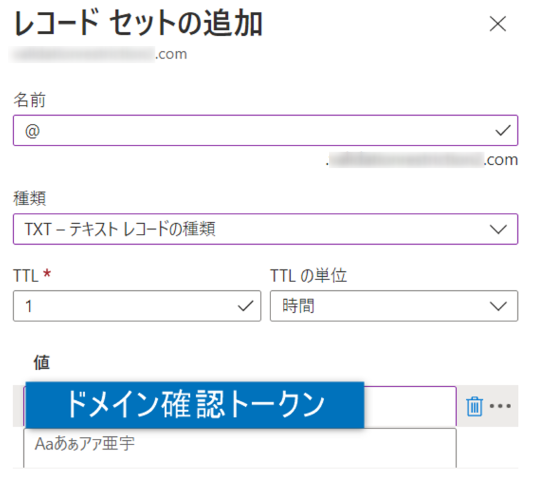 レコード セットの追加
.com
名前
@
.com
種類
TXT – テキスト レコードの種類
TTL *
TTL の単位
1
時間
値
ドメイン確認トークン
Aaあぁアァ亜宇